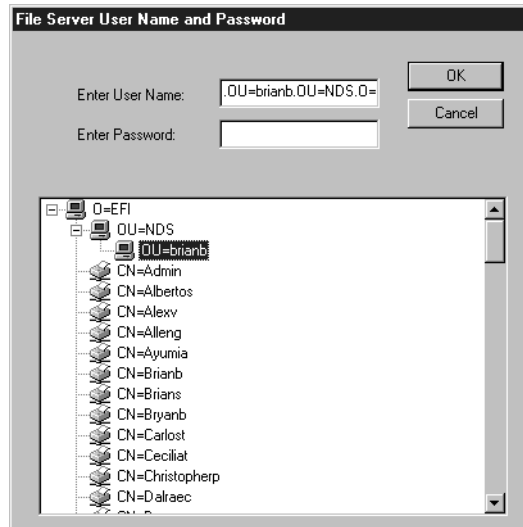 File Server User Name and Password
Enter User Name:
.OU=brianb.OU=NDS.O=
OK
Enter Password:
Cancel
O=EFI
OU=NDS
OU=brianb
CN=Admin
CN=Albertos
CN=Alexv
CN=Alleng
CN=Ayumia
CN=Brianb
CN=Brians
CN=Bryanb
CN=Carlost
CN=Ceciliat
CN=Christopherp
CN=Dalraec